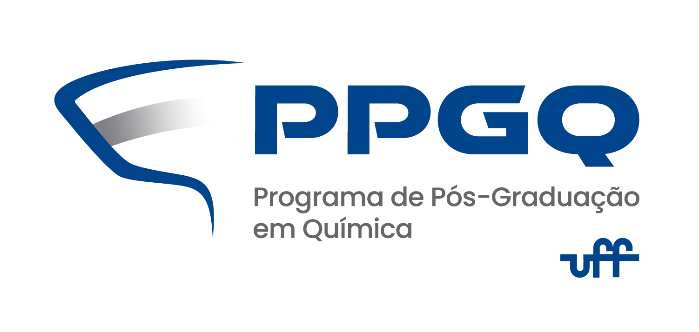 PPGQ
Programa de Pós-Graduação
em Química
uff